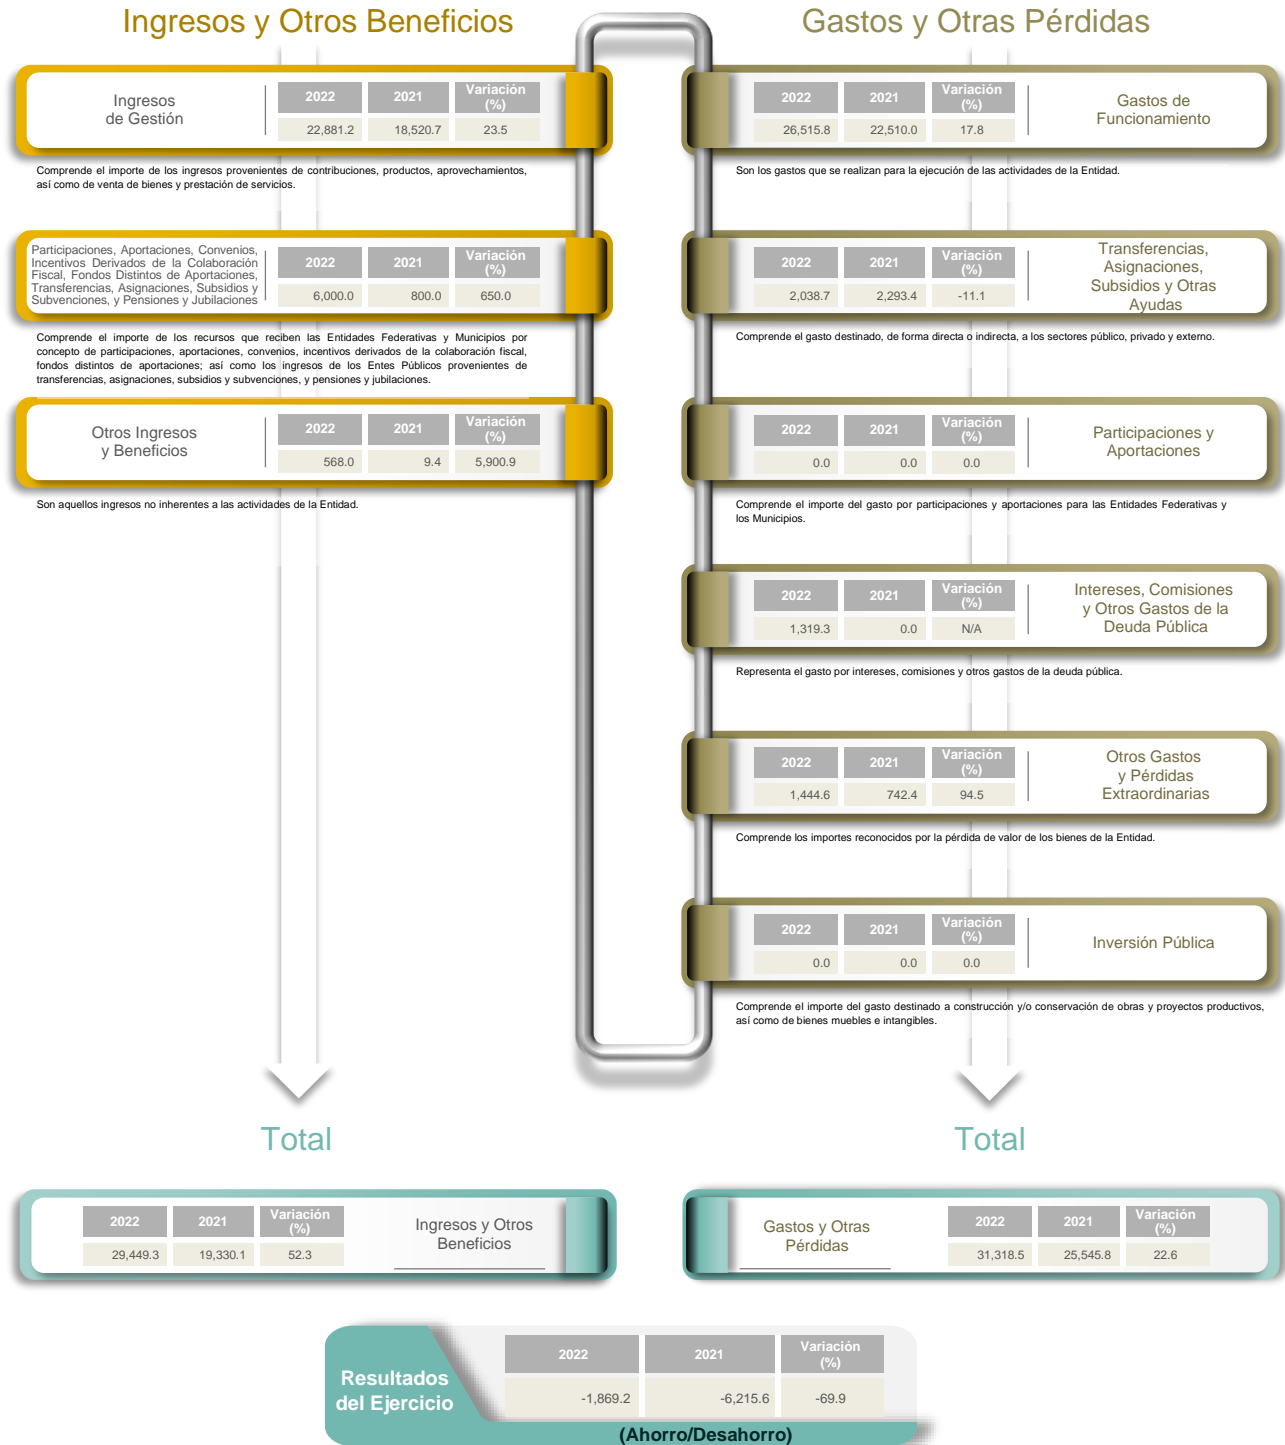 Ingresos y Otros Beneficios
Ingresos
de Gestión
2022 2021 Variación
(%)
22,881.2 18,520.7 23.5
Comprende el importe de los ingresos provenientes de contribuciones, productos, aprovechamientos,
así como de venta de bienes y prestación de servicios.
Participaciones, Aportaciones, Convenios,
Incentivos Derivados de la Colaboración
Fiscal, Fondos Distintos de Aportaciones,
Transferencias, Asignaciones, Subsidios y
Subvenciones, y Pensiones y Jubilaciones
2022 2021 Variación
(%)
6,000.0 800.0 650.0
Comprende el importe de los recursos que reciben las Entidades Federativas y Municipios por
concepto de participaciones, aportaciones, convenios, incentivos derivados de la colaboración fiscal,
fondos distintos de aportaciones; así como los ingresos de los Entes Públicos provenientes de
transferencias, asignaciones, subsidios y subvenciones, y pensiones y jubilaciones.
Otros Ingresos
y Beneficios
2022 2021 Variación
(%)
568.0 9.4 5,900.9
Son aquellos ingresos no inherentes a las actividades de la Entidad.
Gastos y Otras Pérdidas
2022 2021 Variación
(%)
26,515.8 22,510.0 17.8
Gastos de
Funcionamiento
Son los gastos que se realizan para la ejecución de las actividades de la Entidad.
2022 2021 Variación
(%)
2,038.7 2,293.4 -11.1
Transferencias,
Asignaciones,
Subsidios y Otras
Ayudas
Comprende el gasto destinado, de forma directa o indirecta, a los sectores público, privado y externo.
2022 2021 Variación
(%)
0.0 0.0 0.0
Participaciones y
Aportaciones
Comprende el importe del gasto por participaciones y aportaciones para las Entidades Federativas y
los Municipios.
2022 2021 Variación
(%)
1,319.3 0.0 N/A
Intereses, Comisiones
y Otros Gastos de la
Deuda Pública
Representa el gasto por intereses, comisiones y otros gastos de la deuda pública.
2022 2021 Variación
(%)
1,444.6 742.4 94.5
Otros Gastos
y Pérdidas
Extraordinarias
Comprende los importes reconocidos por la pérdida de valor de los bienes de la Entidad.
2022 2021 Variación
(%)
0.0 0.0 0.0
Inversión Pública
Comprende el importe del gasto destinado a construcción y/o conservación de obras y proyectos productivos,
así como de bienes muebles e intangibles.
Total
2022 2021 Variación
(%)
29,449.3 19,330.1 52.3
Ingresos y Otros
Beneficios
Total
Gastos y Otras
Pérdidas
2022 2021 Variación
(%)
31,318.5 25,545.8 22.6
Resultados
del Ejercicio
2022 2021 Variación
(%)
-1,869.2 -6,215.6 -69.9
(Ahorro/Desahorro)